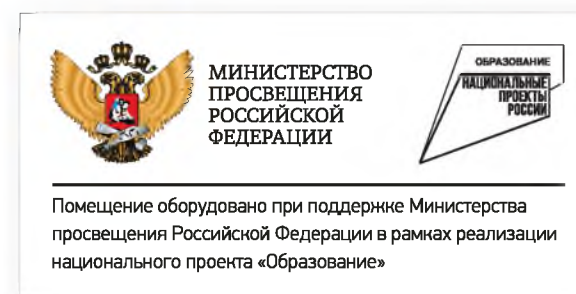 МИНИСТЕРСТВО
ПРОСВЕЩЕНИЯ
РОССИЙСКОЙ
ФЕДЕРАЦИИ
ОБРАЗОВАНИЕ
НАЦИОНАЛЬНЫЕ
ПРОЕКТЫ
РОССИИ
Помещение оборудовано при поддержке Министерства
просвещения Российской Федерации в рамках реализации
национального проекта «Образование»